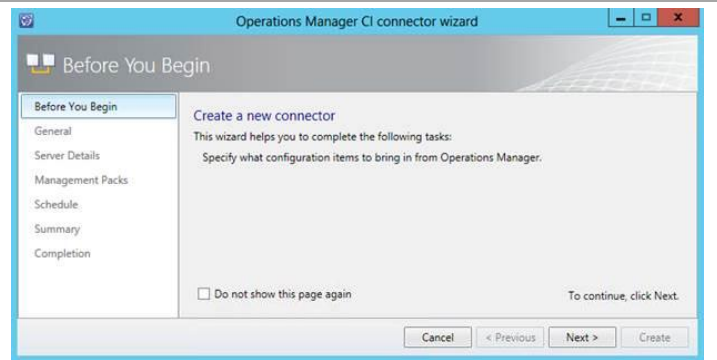 Operations Manager CI connector wizard
Before You Begin
Before You Begin
General
Server Details
Management Packs
Schedule
Summary
Completion
Create a new connector
This wizard helps you to complete the following tasks:
Specify what configuration items to bring in from Operations Manager.
Do not show this page again
To continue, click Next.
Cancel
< Previous
Next >
Create